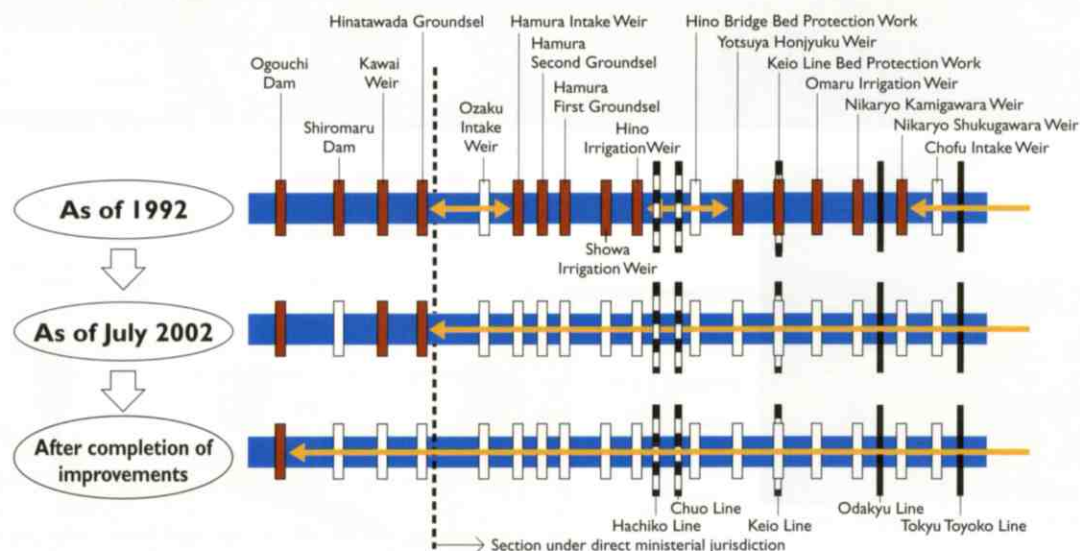 Hinatawada Groundsel
Hamura Intake Weir
Hino Bridge Bed Protection Work
Hamura
Second Groundsel
Yotsuya Honjyuku Weir
Ogouchi
Dam
Kawai
Weir
Keio Line Bed Protection Work
Hamura
First Groundsel
Omaru Irrigation Weir
Ozaku
Intake
Weir
Nikaryo Kamigawara Weir
Shiromaru
Dam
Hino
IrrigationWeir
Nikaryo Shukugawara Weir
Chofu Intake Weir
As of 1992
Showa
Irrigation Weir
As of July 2002
After completion of
improvements
Chuo Line
Odakyu Line
Hachiko Line
Keio Line
Tokyu Toyoko Line
Section under direct ministerial jurisdiction